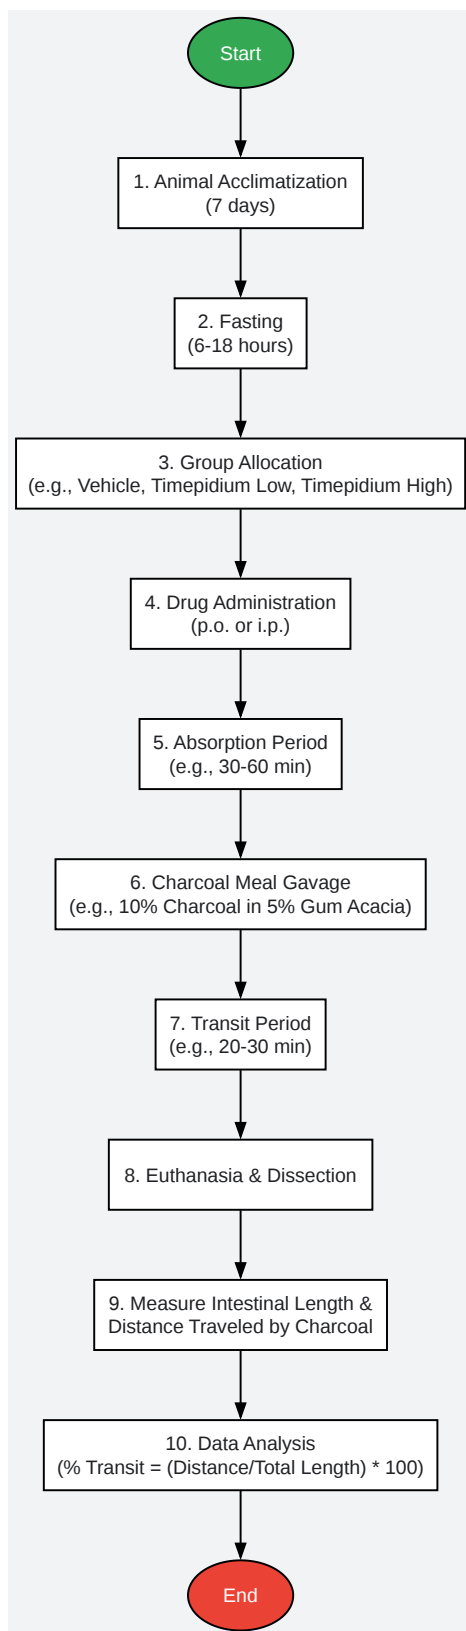 Start
1. Animal Acclimatization
(7 days)
2. Fasting
(6-18 hours)
3. Group Allocation
(e.g., Vehicle, Timepidium Low, Timepidium High)
4. Drug Administration
(p.o. or i.p.)
5. Absorption Period
(e.g., 30-60 min)
6. Charcoal Meal Gavage
(e.g., 10% Charcoal in 5% Gum Acacia)
7. Transit Period
(e.g., 20-30 min)
8. Euthanasia & Dissection
9. Measure Intestinal Length &
Distance Traveled by Charcoal
10. Data Analysis
(% Transit = (Distance/Total Length) * 100)
End